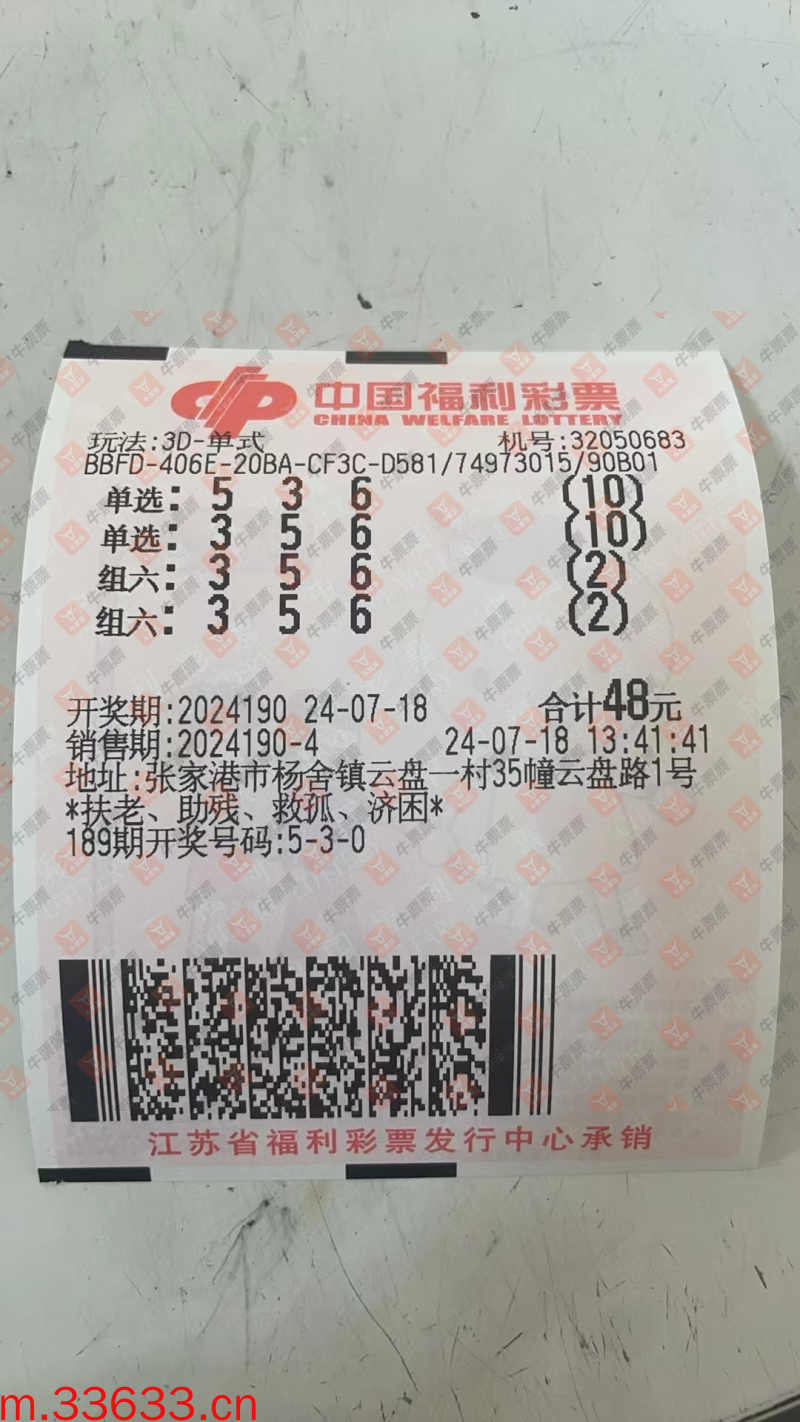 中国福利彩票
CHINA WELFARE LOTTERY
玩法:3D-单式 机号:32050683
BBFD-406E-20BA-CF3C-D581/74973015/90B01
单选: 5 3 6 (10)
单选: 3 5 6 (10)
组六: 3 5 6 (2)
组六: 3 5 6 (2)
开奖期:2024190 24-07-18 合计48元
销售期:2024190-4 24-07-18 13:41:41
地址:张家港市杨舍镇云盘一村35幢云盘路1号
*扶老、助残、救孤、济困*
189期开奖号码:5-3-0
江苏省福利彩票发行中心承销
m.33633.cn
牛票票